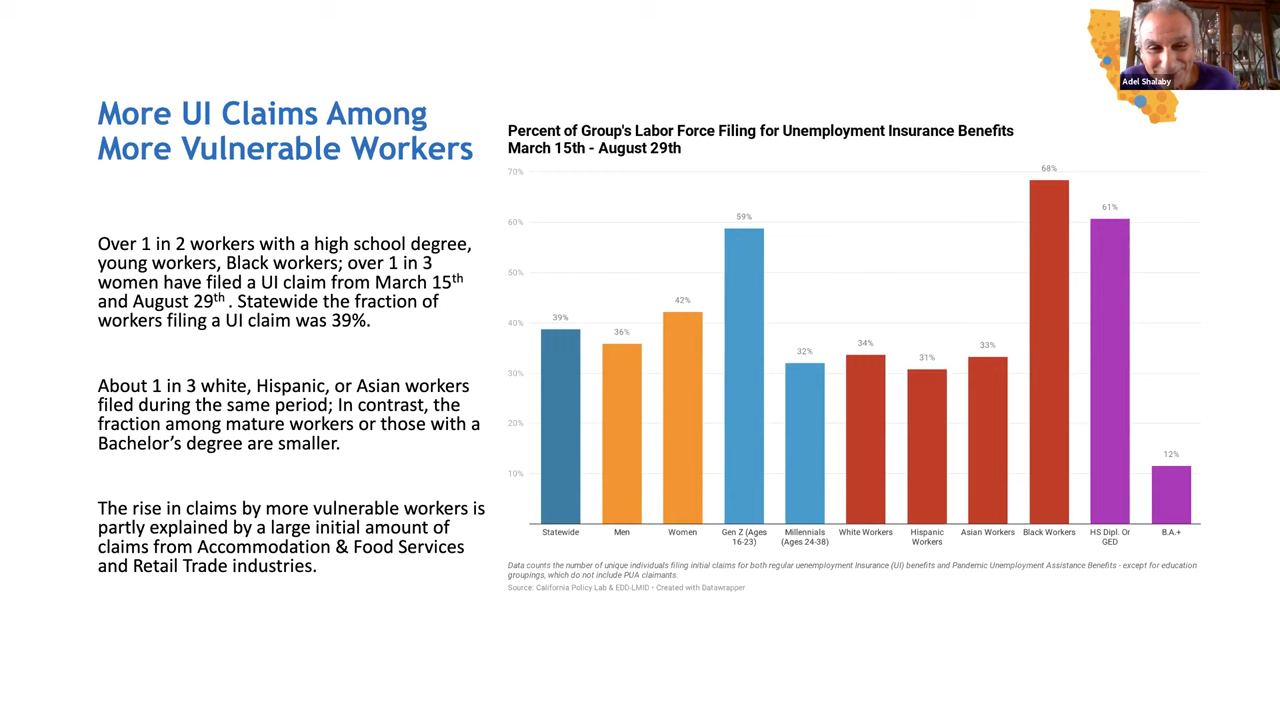 More UI Claims Among
More Vulnerable Workers
Over 1 in 2 workers with a high school degree,
young workers, Black workers; over 1 in 3
women have filed a UI claim from March 15th
and August 29th . Statewide the fraction of
workers filing a UI claim was 39%.
About 1 in 3 white, Hispanic, or Asian workers
filed during the same period; In contrast, the
fraction among mature workers or those with a
Bachelor’s degree are smaller.
The rise in claims by more vulnerable workers is
partly explained by a large initial amount of
claims from Accommodation & Food Services
and Retail Trade industries.
Adel Shalaby
Percent of Group's Labor Force Filing for Unemployment Insurance Benefits
March 15th - August 29th
70%
60%
50%
40%
30%
20%
10%
39%
36%
42%
59%
32%
34%
31%
33%
68%
61%
12%
Statewide
Men
Women
Gen Z (Ages
16-23)
Millennials
(Ages 24-38)
White Workers
Hispanic
Workers
Asian Workers
Black Workers
HS Dipl. Or
GED
B.A.+
Data counts the number of unique individuals filing initial claims for both regular uenemployment Insurance (UI) benefits and Pandemic Unemployment Assistance Benefits - except for education
groupings, which do not include PUA claimants.
Source: California Policy Lab & EDD-LMID • Created with Datawrapper